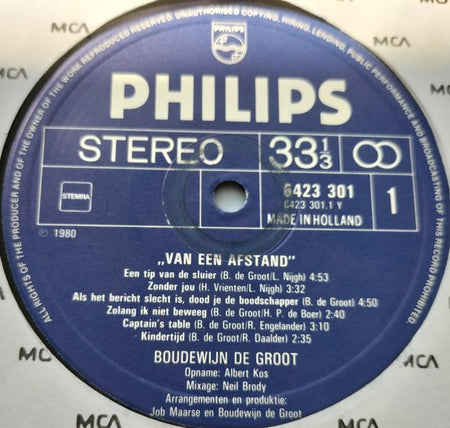 ALL RIGHTS OF THE PRODUCER AND OF THE OWNER OF THE WORK REPRODUCED RESERVED. UNAUTHORISED COPYING, HIRING, LENDING, PUBLIC PERFORMANCE AND BROADCASTING OF THIS RECORD PROHIBITED.
PHILIPS
PHILIPS
STEREO
33⅓
STEMRA
6423 301
6423 301.1 Y
MADE IN HOLLAND
1
℗ 1980
„VAN EEN AFSTAND"
Een tip van de sluier (B. de Groot/L. Nijgh) 4:53
Zonder jou (H. Vrienten/L. Nijgh) 3:32
Als het bericht slecht is, dood je de boodschapper (B. de Groot) 4:50
Zolang ik niet beweeg (B. de Groot/H. P. de Boer) 2:40
Captain's table (B. de Groot/R. Engelander) 3:10
Kindertijd (B. de Groot/R. Daalder) 2:35
BOUDEWIJN DE GROOT
Opname: Albert Kos
Mixage: Neil Brody
Arrangementen en produktie:
Job Maarse en Boudewijn de Groot
MCA
MCA
MCA
MCA
MCA
MCA